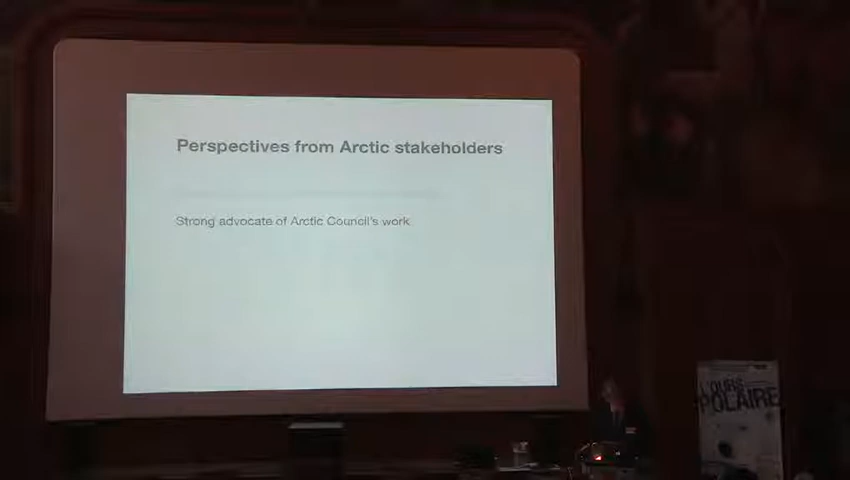 Perspectives from Arctic stakeholders
Strong advocate of Arctic Council's work
L'OURS
POLAIRE